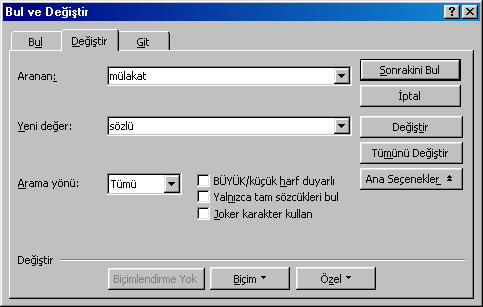 Bul ve Değiştir
Bul Değiştir Git
Aranan: mülakat
Sonrakini Bul
İptal
Yeni değer: sözlü
Değiştir
Tümünü Değiştir
Arama yönü: Tümü
BÜYÜK/küçük harf duyarlı
Yalnızca tam sözcükleri bul
Joker karakter kullan
Ana Seçenekler
Değiştir
Biçimlendirme Yok Biçim Özel